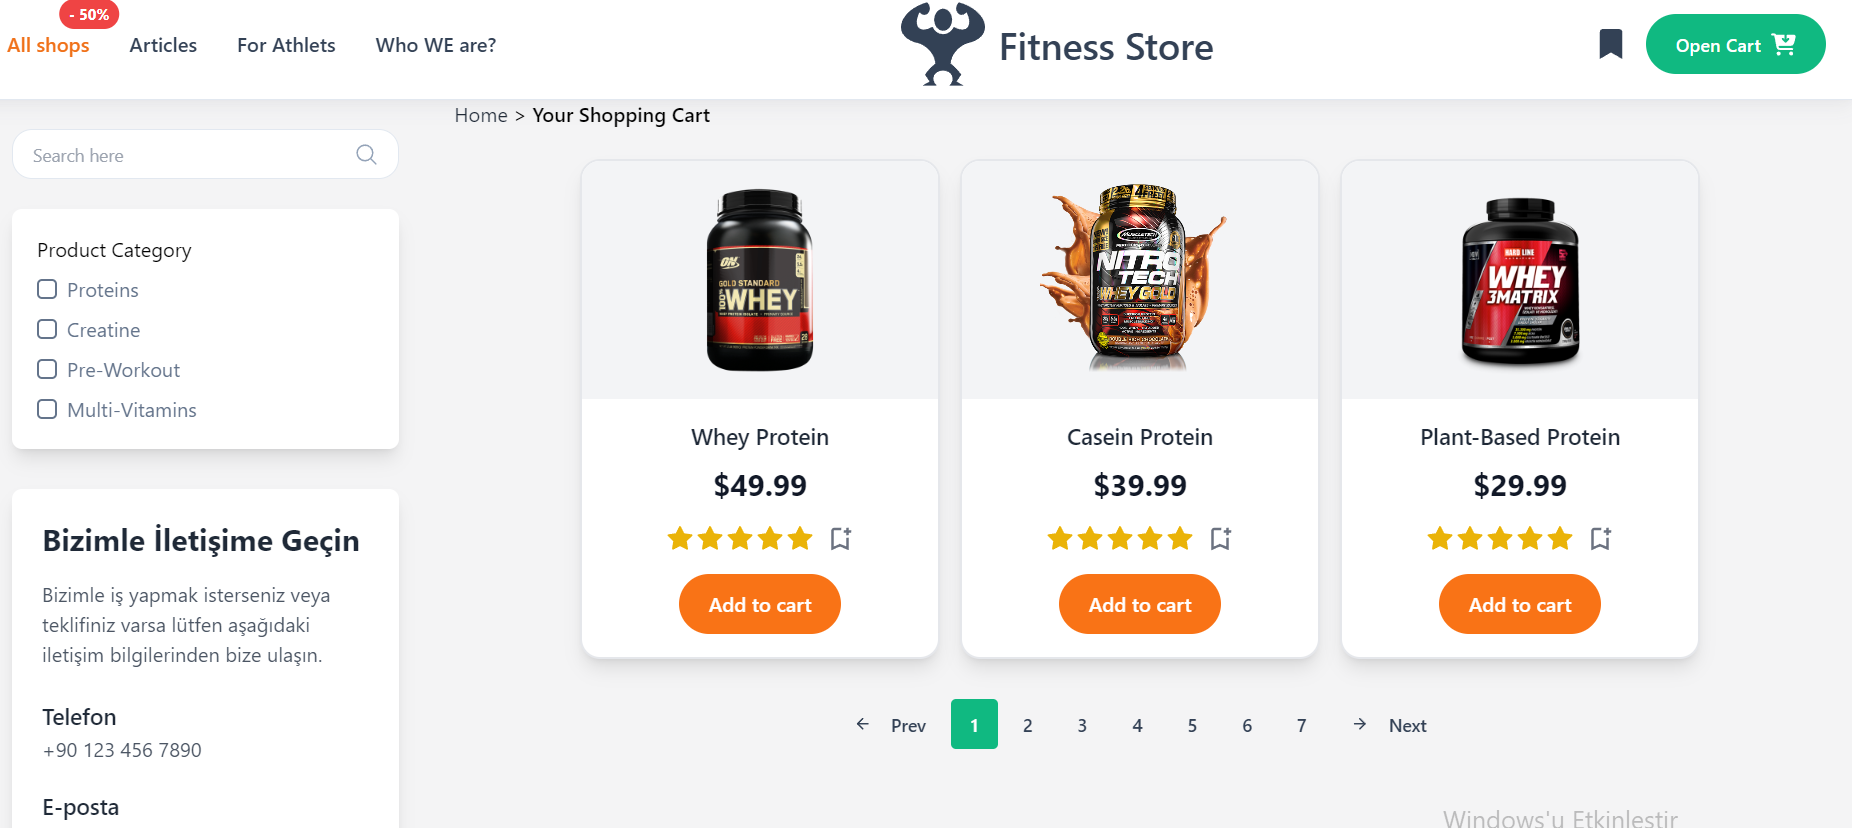 - 50%
All shops
Articles
For Athlets
Who WE are?
Fitness Store
Open Cart
Home > Your Shopping Cart
Search here
Product Category
Proteins
Creatine
Pre-Workout
Multi-Vitamins
Bizimle İletişime Geçin
Bizimle iş yapmak isterseniz veya
teklifiniz varsa lütfen aşağıdaki
iletişim bilgilerinden bize ulaşın.
Telefon
+90 123 456 7890
E-posta
ON
GOLD STANDARD
100% WHEY
Whey Protein
$49.99
Add to cart
MUSCLETECH
NITRO
TECH
WHEY GOLD
Casein Protein
$39.99
Add to cart
HARD LINE
WHEY
3MATRIX
Plant-Based Protein
$29.99
Add to cart
Prev
1
2
3
4
5
6
7
Next
Windows'u Etkinleştir